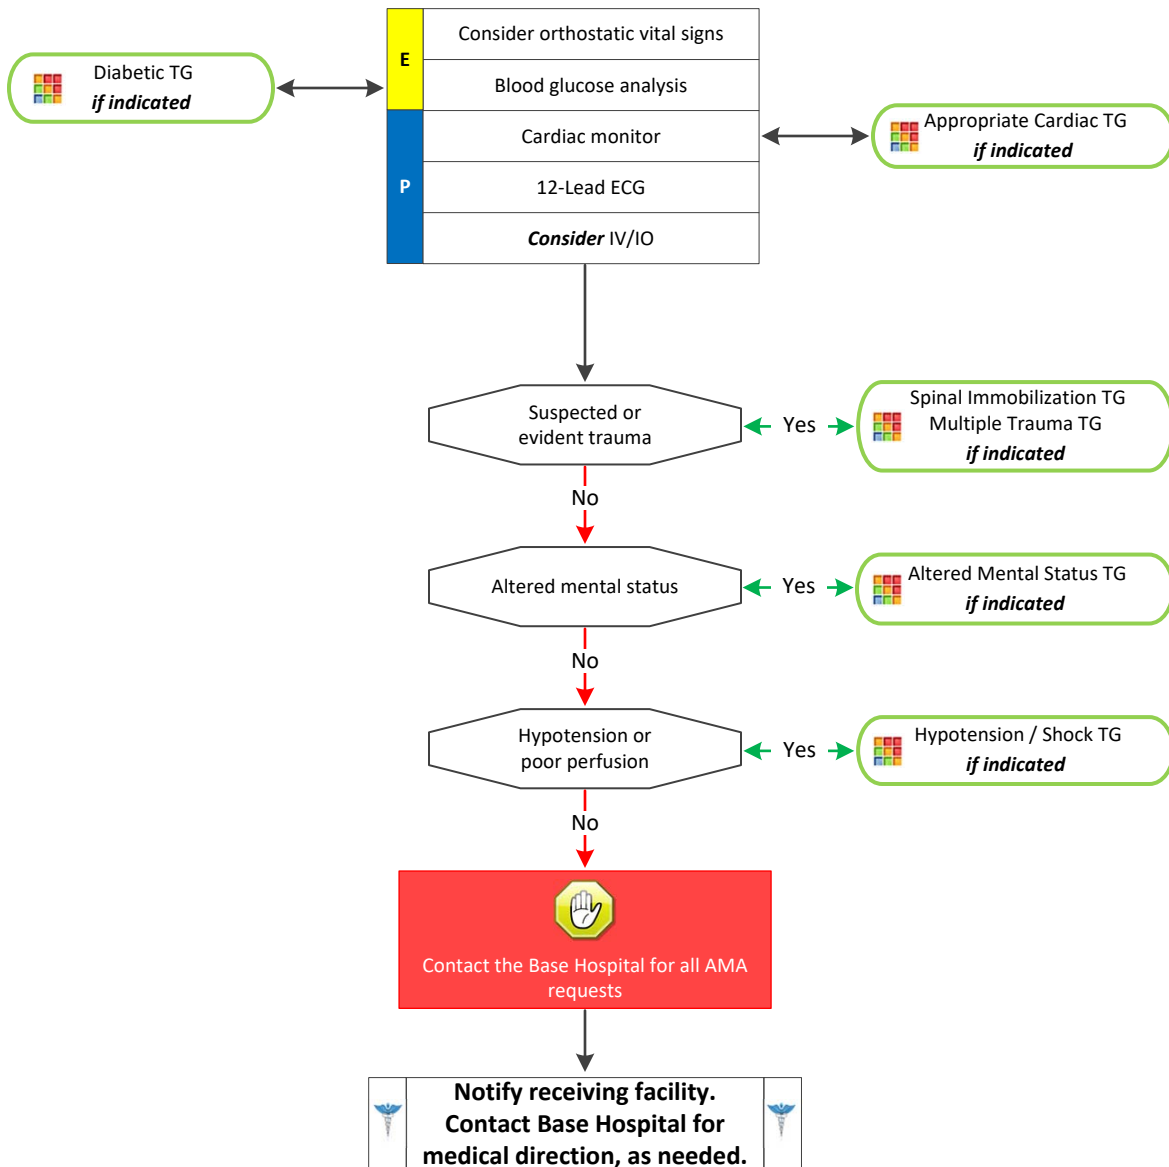 E
Consider orthostatic vital signs
Blood glucose analysis
Diabetic TG
if indicated
P
Cardiac monitor
12-Lead ECG
Consider IV/IO
Appropriate Cardiac TG
if indicated
Suspected or
evident trauma
Yes
Spinal Immobilization TG
Multiple Trauma TG
if indicated
No
Altered mental status
Yes
Altered Mental Status TG
if indicated
No
Hypotension or
poor perfusion
Yes
Hypotension / Shock TG
if indicated
No
Contact the Base Hospital for all AMA
requests
Notify receiving facility.
Contact Base Hospital for
medical direction, as needed.